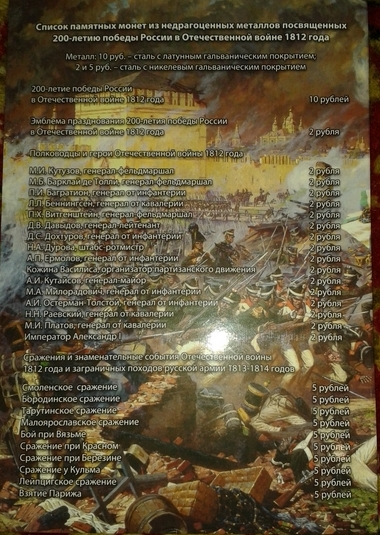 Список памятных монет из недрагоценных металлов посвященных
200-летию победы России в Отечественной войне 1812 года
Металл: 10 руб. – сталь с латунным гальваническим покрытием;
2 и 5 руб. – сталь с никелевым гальваническим покрытием
200-летие победы России
в Отечественной войне 1812 года 10 рублей
Эмблема празднования 200-летия победы России
в Отечественной войне 1812 года 2 рубля
Полководцы и герои Отечественной войны 1812 года
М.И. Кутузов, генерал-фельдмаршал 2 рубля
М.Б. Барклай де Толли, генерал-фельдмаршал 2 рубля
П.И. Багратион, генерал от инфантерии 2 рубля
Л.Л. Беннингсен, генерал от кавалерии 2 рубля
П.Х. Витгенштейн, генерал-фельдмаршал 2 рубля
Д.В. Давыдов, генерал-лейтенант 2 рубля
Д.С. Дохтуров, генерал от инфантерии 2 рубля
Н.А. Дурова, штабс-ротмистр 2 рубля
А.П. Ермолов, генерал от инфантерии 2 рубля
Кожина Василиса, организатор партизанского движения 2 рубля
А.И. Кутайсов, генерал-майор 2 рубля
М.А. Милорадович, генерал от инфантерии 2 рубля
А.И. Остерман-Толстой, генерал от инфантерии 2 рубля
Н.Н. Раевский, генерал от кавалерии 2 рубля
М.И. Платов, генерал от кавалерии 2 рубля
Император Александр I 2 рубля
Сражения и знаменательные события Отечественной войны
1812 года и заграничных походов русской армии 1813-1814 годов
Смоленское сражение 5 рублей
Бородинское сражение 5 рублей
Тарутинское сражение 5 рублей
Малоярославское сражение 5 рублей
Бой при Вязьме 5 рублей
Сражение при Красном 5 рублей
Сражение при Березине 5 рублей
Сражение у Кульма 5 рублей
Лейпцигское сражение 5 рублей
Взятие Парижа 5 рублей